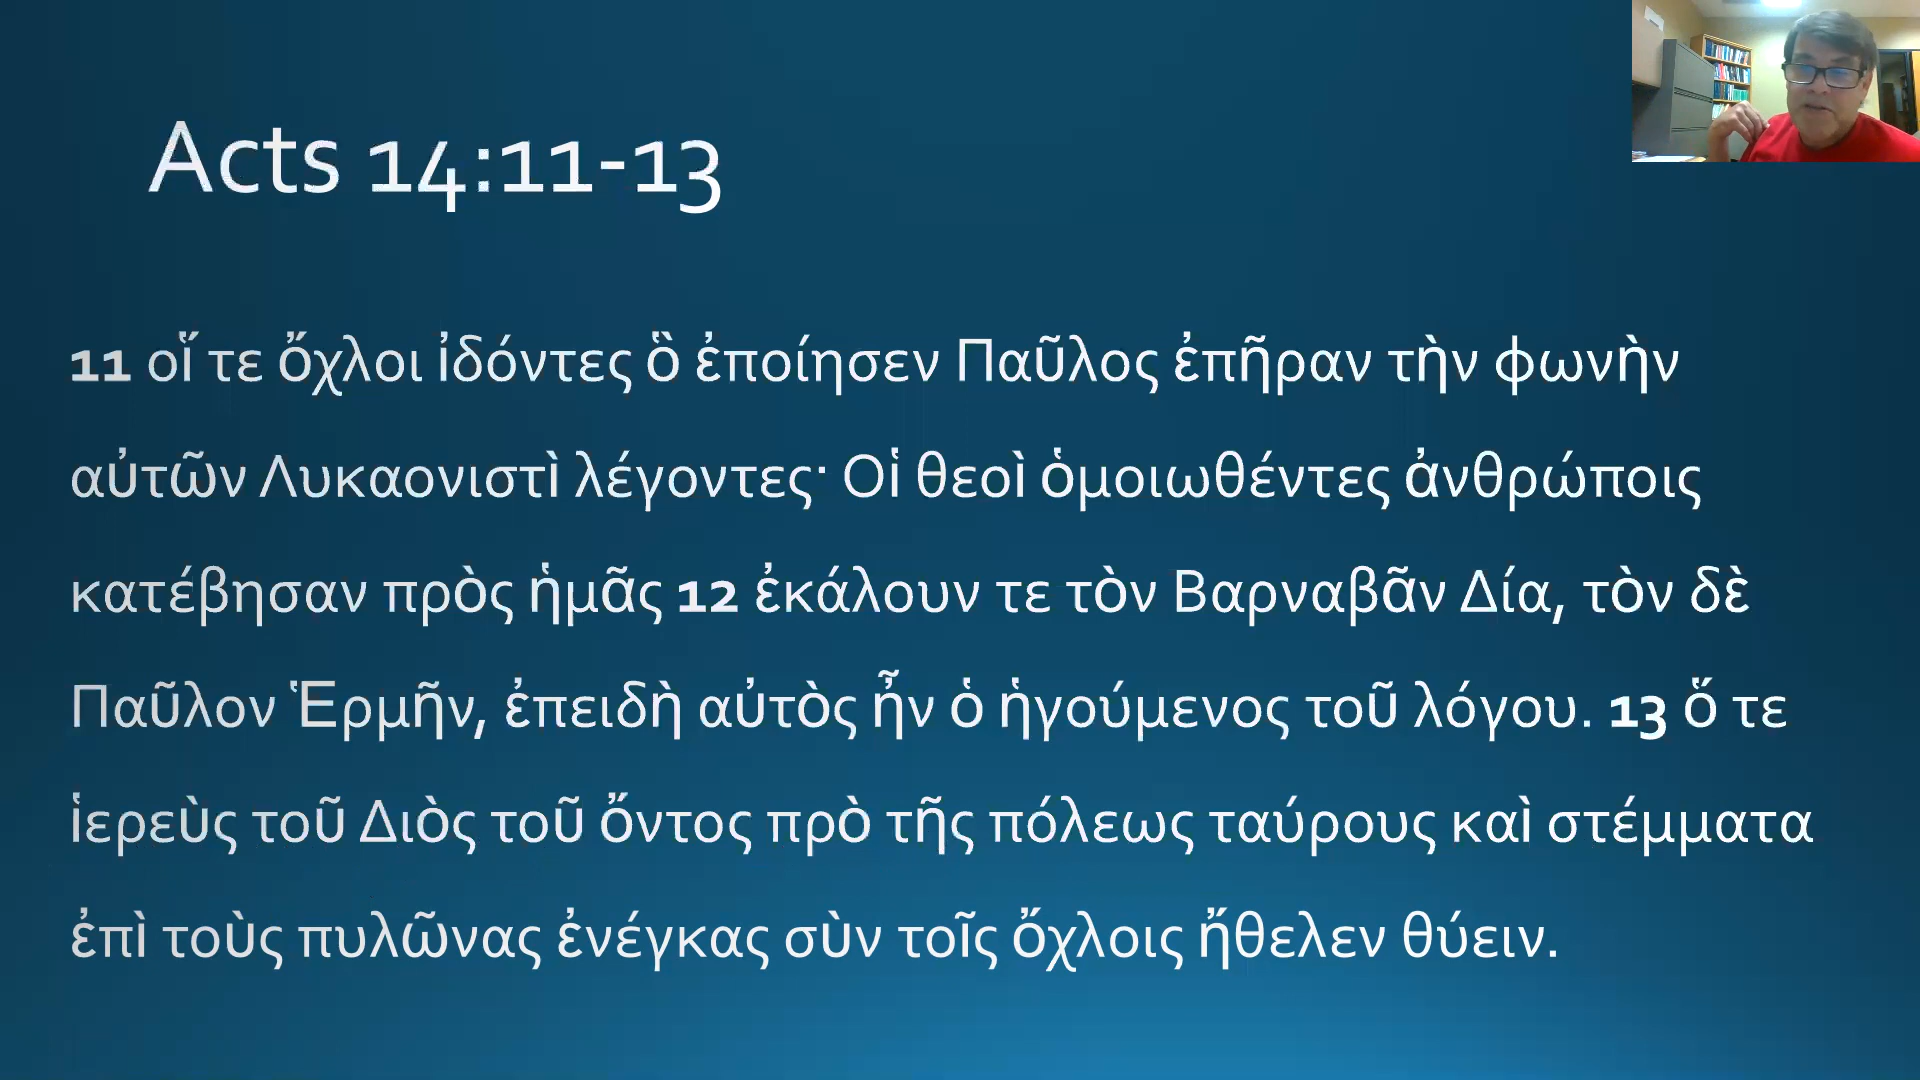 Acts 14:11-13
11 οἵ τε ὄχλοι ἰδόντες ὃ ἐποίησεν Παῦλος ἐπῆραν τὴν φωνὴν
αὐτῶν Λυκαονιστὶ λέγοντες· Οἱ θεοὶ ὁμοιωθέντες ἀνθρώποις
κατέβησαν πρὸς ἡμᾶς 12 ἐκάλουν τε τὸν Βαρναβᾶν Δία, τὸν δὲ
Παῦλον Ἑρμῆν, ἐπειδὴ αὐτὸς ἦν ὁ ἡγούμενος τοῦ λόγου. 13 ὅ τε
ἱερεὺς τοῦ Διὸς τοῦ ὄντος πρὸ τῆς πόλεως ταύρους καὶ στέμματα
ἐπὶ τοὺς πυλῶνας ἐνέγκας σὺν τοῖς ὄχλοις ἤθελεν θύειν.